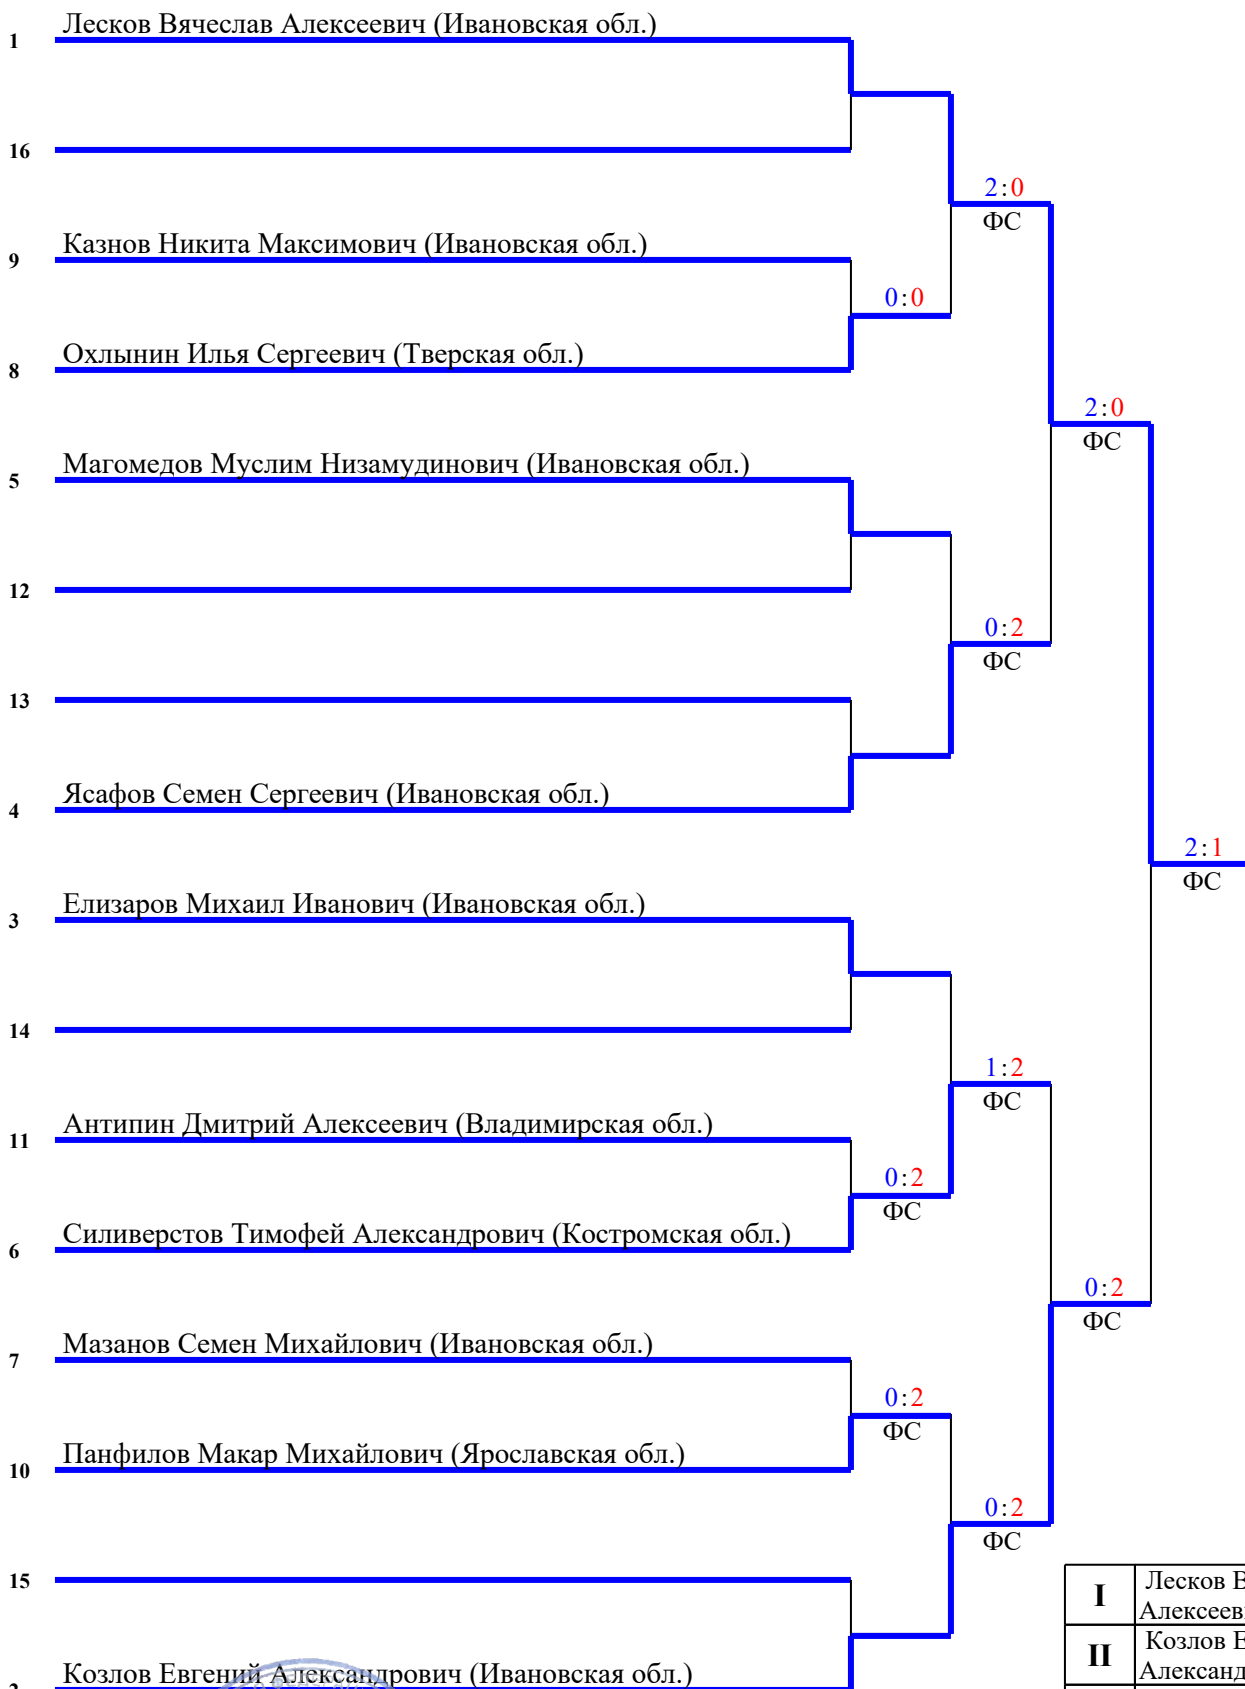 Лесков Вячеслав Алексеевич (Ивановская обл.)
1
16
2:0
ФС
Казнов Никита Максимович (Ивановская обл.)
9
0:0
Охлынин Илья Сергеевич (Тверская обл.)
8
2:0
ФС
Магомедов Муслим Низамудинович (Ивановская обл.)
5
12
0:2
ФС
13
Ясафов Семен Сергеевич (Ивановская обл.)
4
2:1
ФС
Елизаров Михаил Иванович (Ивановская обл.)
3
14
1:2
ФС
Антипин Дмитрий Алексеевич (Владимирская обл.)
11
0:2
ФС
Силиверстов Тимофей Александрович (Костромская обл.)
6
0:2
ФС
Мазанов Семен Михайлович (Ивановская обл.)
7
0:2
ФС
Панфилов Макар Михайлович (Ярославская обл.)
10
0:2
ФС
15
I
Лесков В
Алексеев
II
Козлов Е
Александ
Козлов Евгений Александрович (Ивановская обл.)